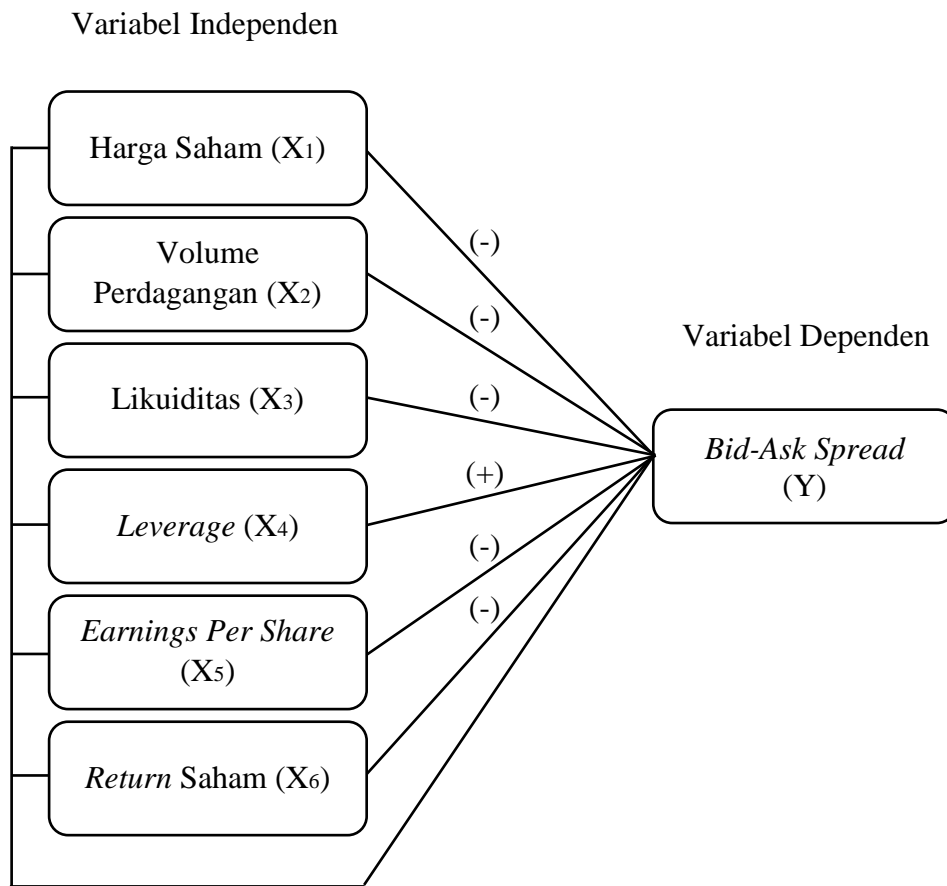 Variabel Independen
Harga Saham (X1)
(-)
Volume
Perdagangan (X2)
(-)
Variabel Dependen
Likuiditas (X3)
(-)
Bid-Ask Spread
(Y)
(+)
Leverage (X4)
(-)
Earnings Per Share
(X5)
(-)
Return Saham (X6)